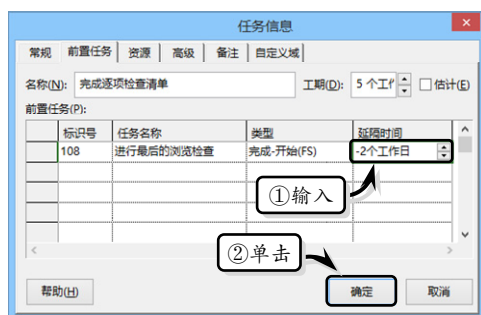 任务信息
常规 前置任务 资源 高级 备注 自定义域
名称(N): 完成逐项检查清单 工期(D): 5 个工作 估计(E)
前置任务(P):
标识号 任务名称 类型 延隔时间
108 进行最后的浏览检查 完成-开始(FS) -2个工作日
①输入
②单击
帮助(H) 确定 取消